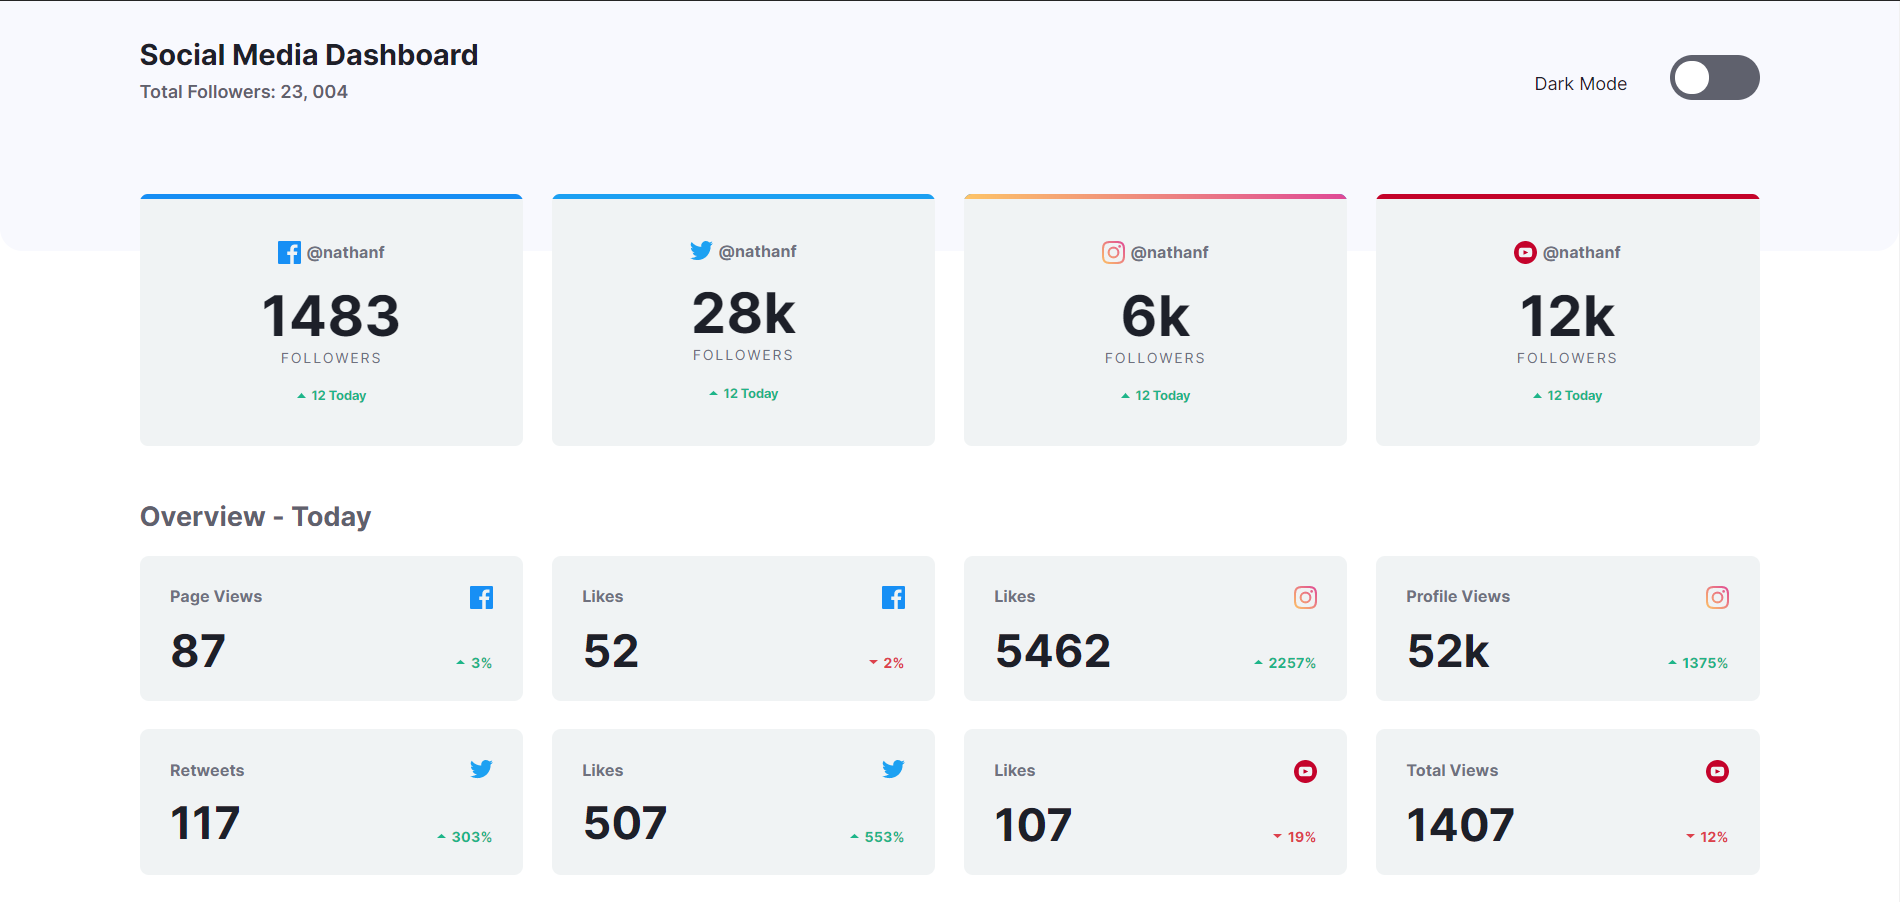 Social Media Dashboard
Total Followers: 23, 004
Dark Mode
@nathanf
1483
FOLLOWERS
12 Today
@nathanf
28k
FOLLOWERS
12 Today
@nathanf
6k
FOLLOWERS
12 Today
@nathanf
12k
FOLLOWERS
12 Today
Overview - Today
Page Views
87
3%
Likes
52
2%
Likes
5462
2257%
Profile Views
52k
1375%
Retweets
117
303%
Likes
507
553%
Likes
107
19%
Total Views
1407
12%